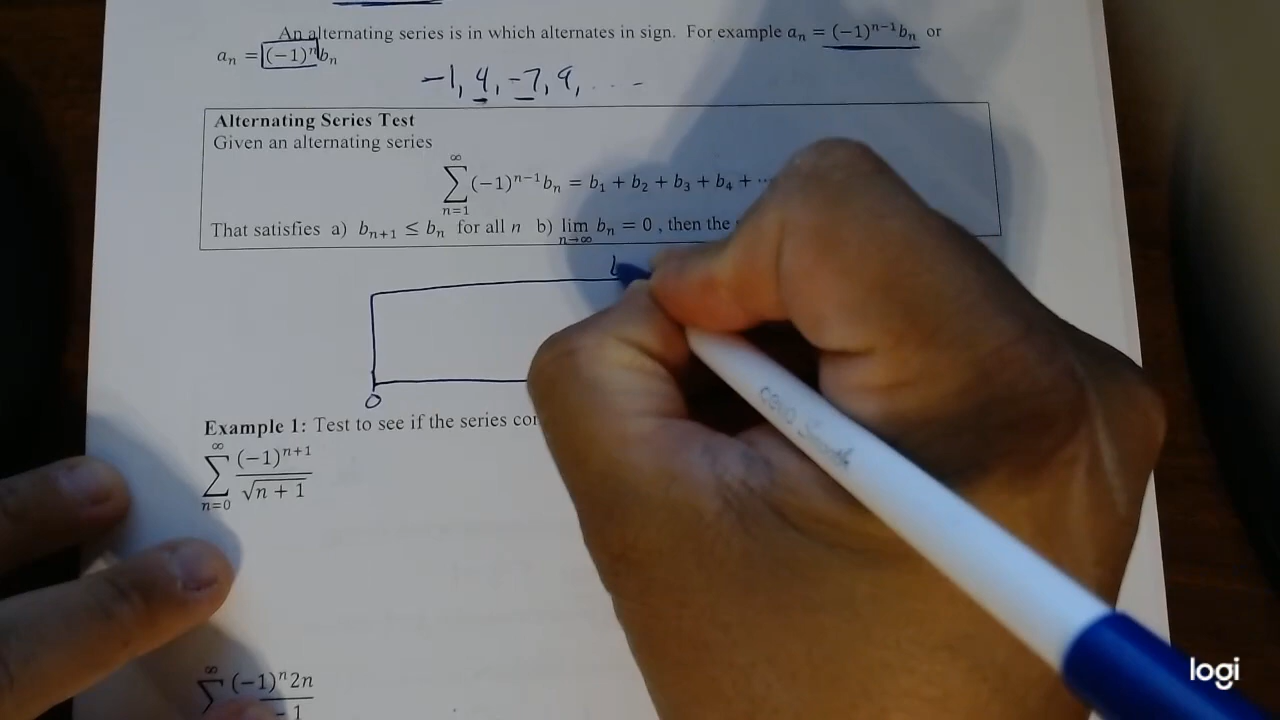 An alternating series is in which alternates in sign. For example aₙ = (−1)ⁿ⁻¹bₙ or
aₙ = (−1)ⁿbₙ
−1, 4, −7, 9, . . . -
Alternating Series Test
Given an alternating series
∑_{n=1}^{∞} (−1)ⁿ⁻¹bₙ = b₁ + b₂ + b₃ + b₄ + ⋯
That satisfies a) bₙ₊₁ ≤ bₙ for all n b) lim_{n→∞} bₙ = 0 , then the
0
Example 1: Test to see if the series
∑_{n=0}^{∞} (−1)ⁿ⁺¹ / √(n + 1)
∑^{∞} (−1)ⁿ2n
− 1
ceva
logi